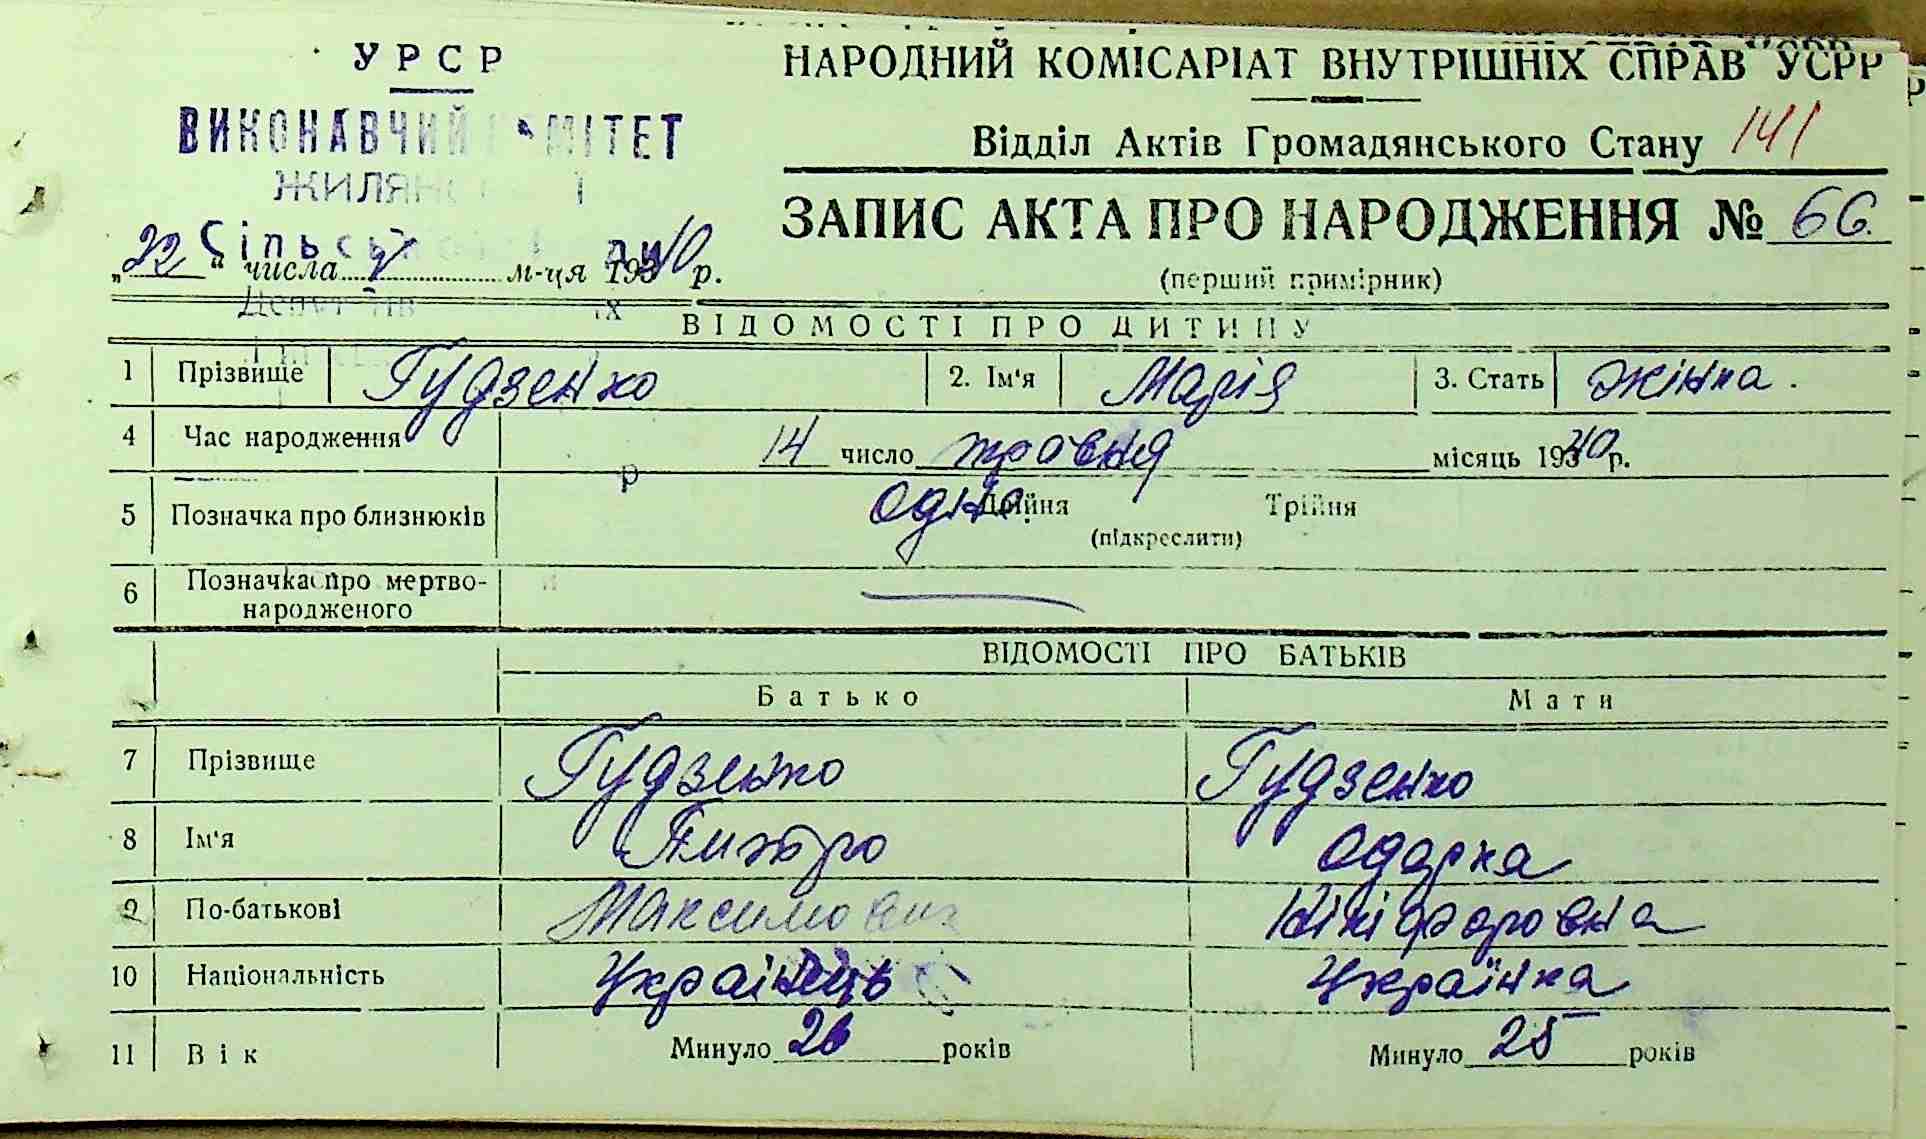 УРСР
НАРОДНИЙ КОМІСАРІАТ ВНУТРІШНІХ СПРАВ УСРР
ВИКОНАВЧИЙ КОМІТЕТ
Відділ Актів Громадянського Стану 141
ЗАПИС АКТА ПРО НАРОДЖЕННЯ № 66
„22“ числа V м-ця 1940 р.
(перший примірник)
ВІДОМОСТІ ПРО ДИТИНУ
1 Прізвище Гудзенко 2. Ім'я Марія 3. Стать жінка.
4 Час народження 14 число травня місяць 1940 р.
5 Позначка про близнюків одна Двійня Трійня
(підкреслити)
6 Позначка про мертво-
народженого
ВІДОМОСТІ ПРО БАТЬКІВ
Батько Мати
7 Прізвище Гудзенко Гудзенко
8 Ім'я Одарка
9 По-батькові Максимович Нікіфоровна
10 Національність Українець Українка
11 Вік Минуло 26 років Минуло 25 років